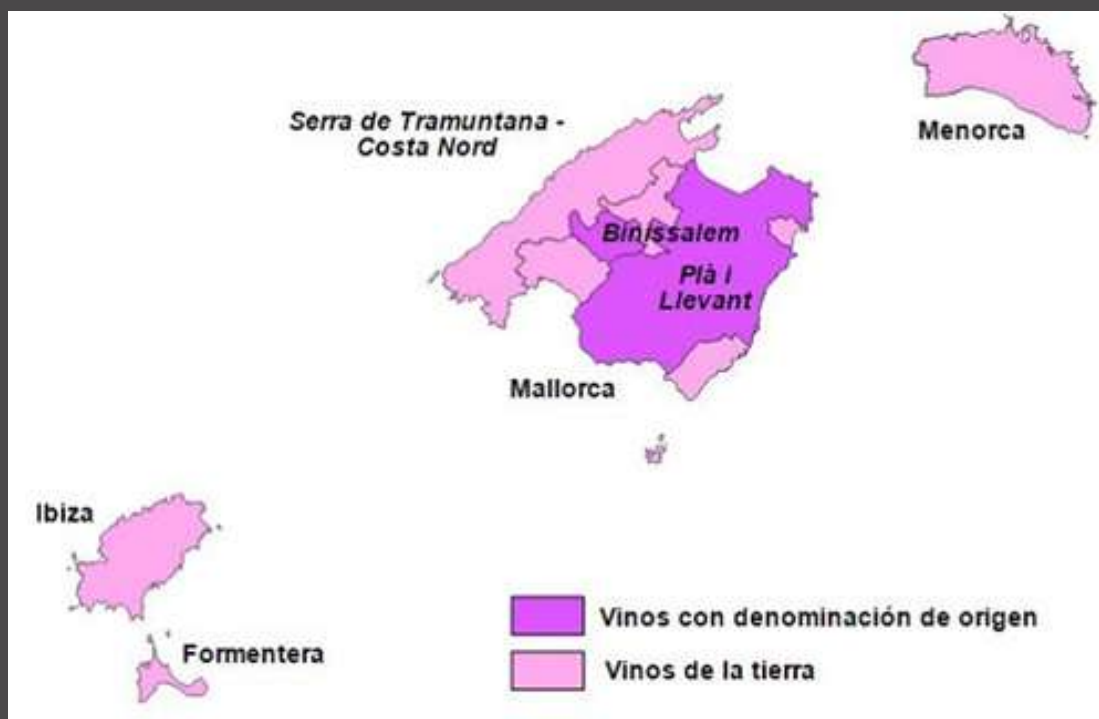 Serra de Tramuntana -
Costa Nord
Menorca
Binissalem
Plà i
Llevant
Mallorca
Ibiza
Formentera
Vinos con denominación de origen
Vinos de la tierra